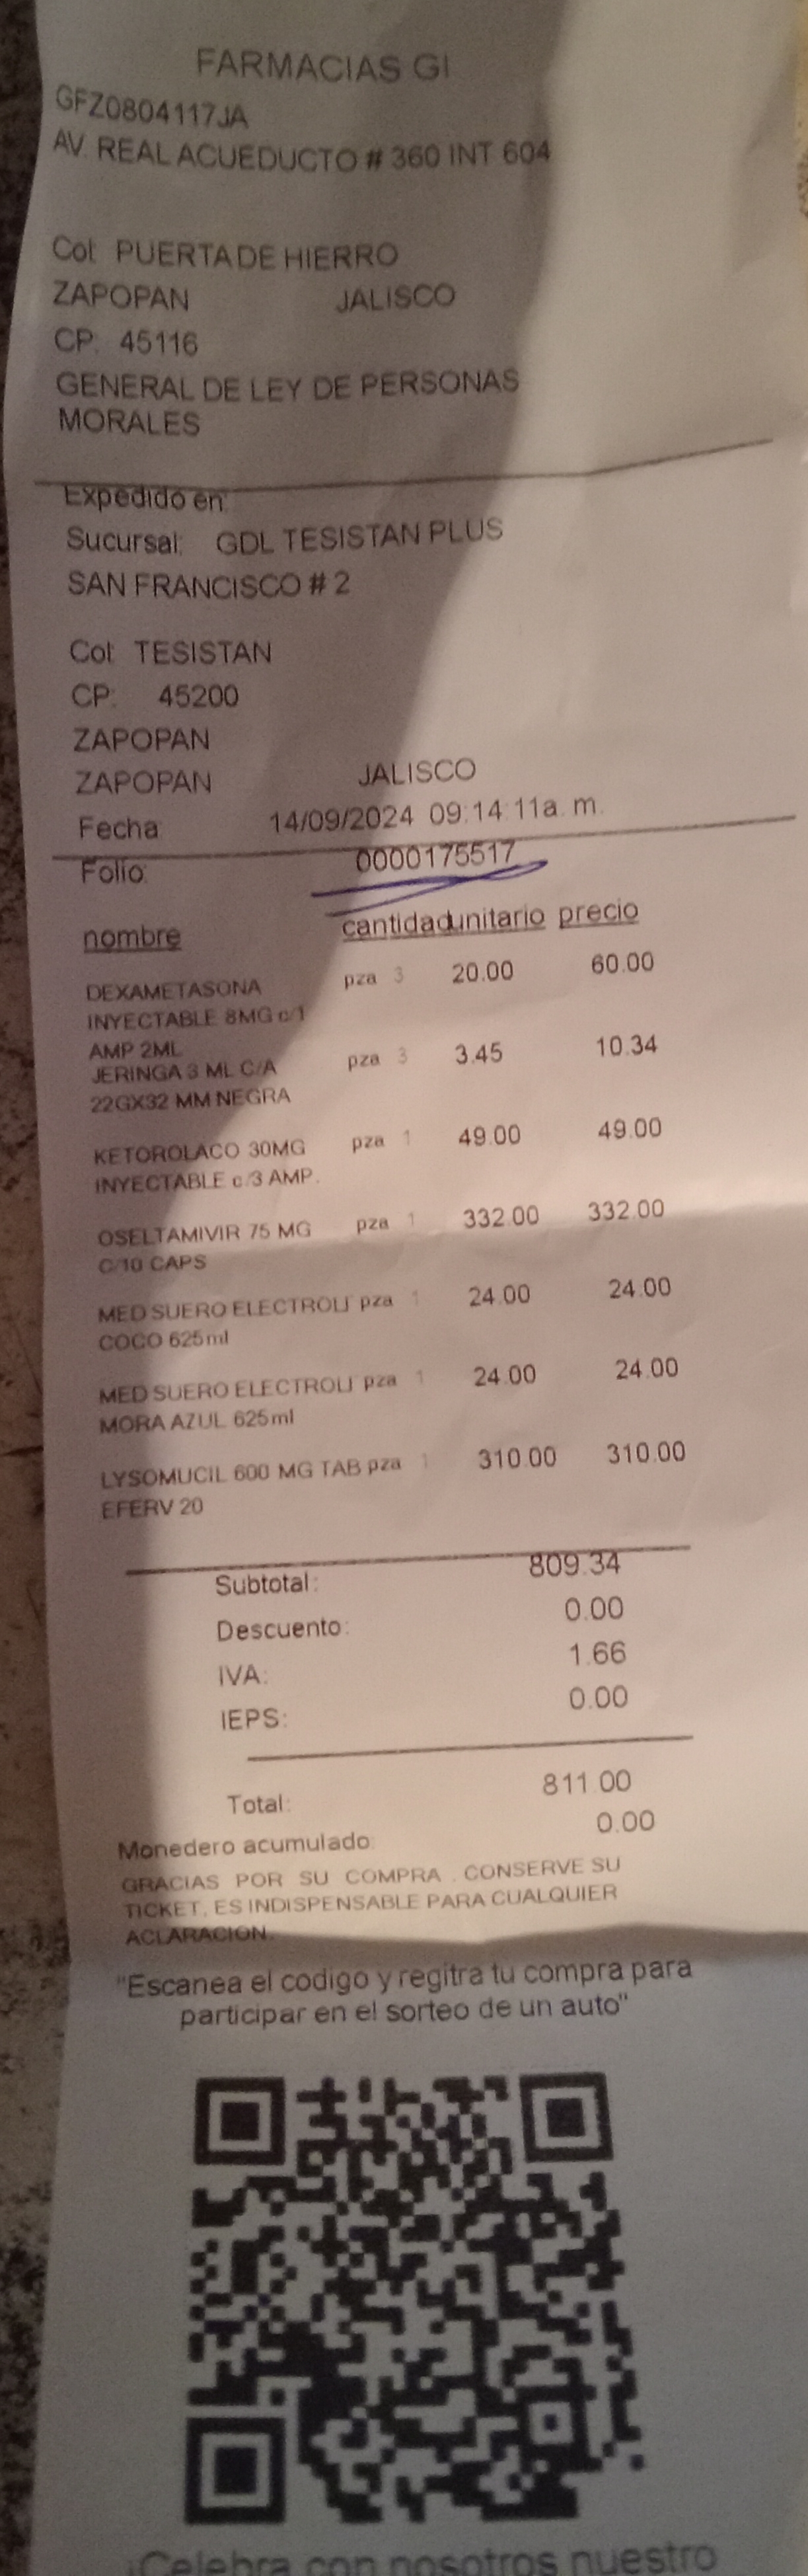 FARMACIAS GI
GFZ0804117JA
AV. REAL ACUEDUCTO # 360 INT 604
Col: PUERTA DE HIERRO
ZAPOPAN JALISCO
CP: 45116
GENERAL DE LEY DE PERSONAS
MORALES
Expedido en:
Sucursal: GDL TESISTAN PLUS
SAN FRANCISCO # 2
Col: TESISTAN
CP: 45200
ZAPOPAN
ZAPOPAN JALISCO
Fecha: 14/09/2024 09:14:11a. m.
Folio: 0000175517
nombre cantidad unitario precio
DEXAMETASONA pza 3 20.00 60.00
INYECTABLE 8MG c/1
AMP 2ML
JERINGA 3 ML C/A pza 3 3.45 10.34
22GX32 MM NEGRA
KETOROLACO 30MG pza 1 49.00 49.00
INYECTABLE c/3 AMP.
OSELTAMIVIR 75 MG pza 1 332.00 332.00
C/10 CAPS
MED SUERO ELECTROLI pza 1 24.00 24.00
COCO 625ml
MED SUERO ELECTROLI pza 1 24.00 24.00
MORA AZUL 625ml
LYSOMUCIL 600 MG TAB pza 1 310.00 310.00
EFERV 20
Subtotal: 809.34
Descuento: 0.00
IVA: 1.66
IEPS: 0.00
Total: 811.00
Monedero acumulado: 0.00
GRACIAS POR SU COMPRA . CONSERVE SU
TICKET, ES INDISPENSABLE PARA CUALQUIER
ACLARACION.
"Escanea el codigo y regitra tu compra para
participar en el sorteo de un auto"
¡Celebra con nosotros nuestro